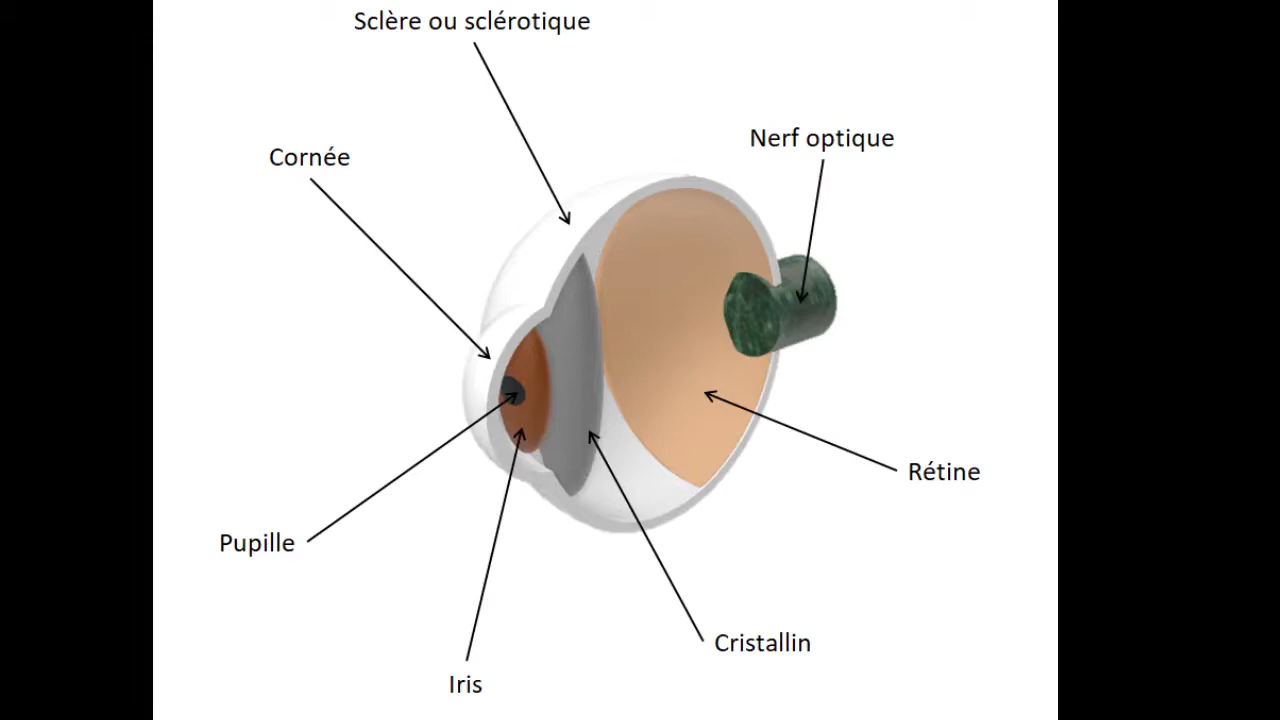 Sclère ou sclérotique
Nerf optique
Cornée
Rétine
Pupille
Cristallin
Iris